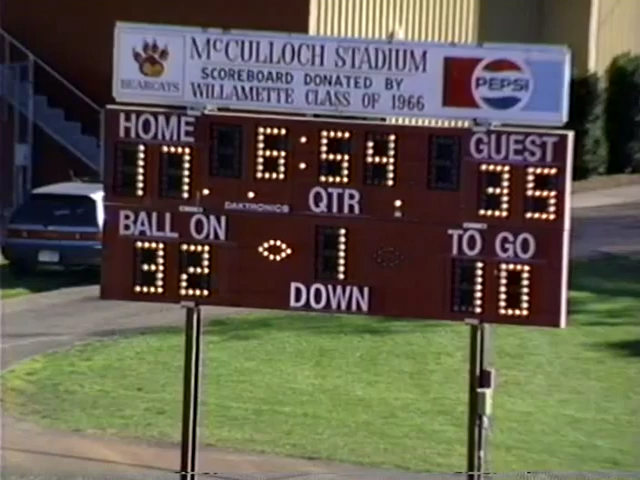 McCULLOCH STADIUM
BEARCATS
SCOREBOARD DONATED BY
WILLAMETTE CLASS OF 1966
PEPSI
HOME 6:54 GUEST
17 QTR 35
DAKTRONICS
BALL ON 1 TO GO
32 DOWN 10